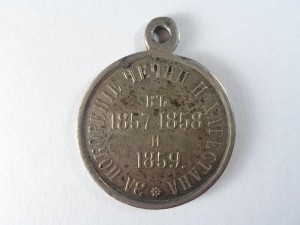 ЗА ПОКОРЕНІЕ ЧЕЧНИ И ДАГЕСТАНА
ВЪ
1857 1858
И
1859.